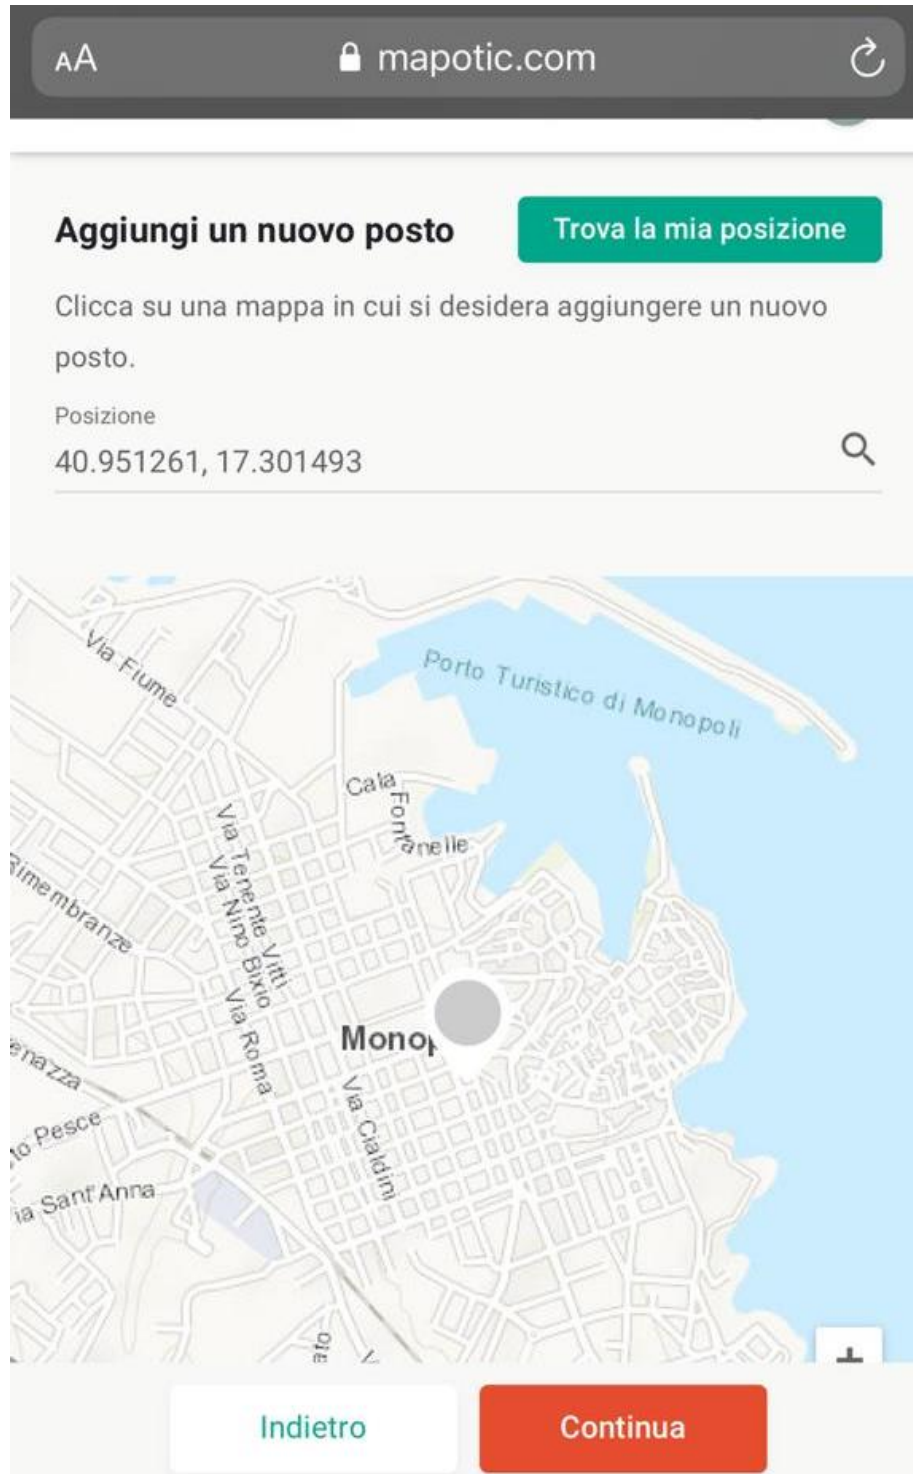 AA mapotic.com
Aggiungi un nuovo posto
Trova la mia posizione
Clicca su una mappa in cui si desidera aggiungere un nuovo
posto.
Posizione
40.951261, 17.301493
Via Fiume
Porto Turistico di Monopoli
Cala Fontanelle
Via Tenente Vitti
Via Nino Bixio
Via Roma
Via Cialdini
Pesce
Sant'Anna
Indietro
Continua